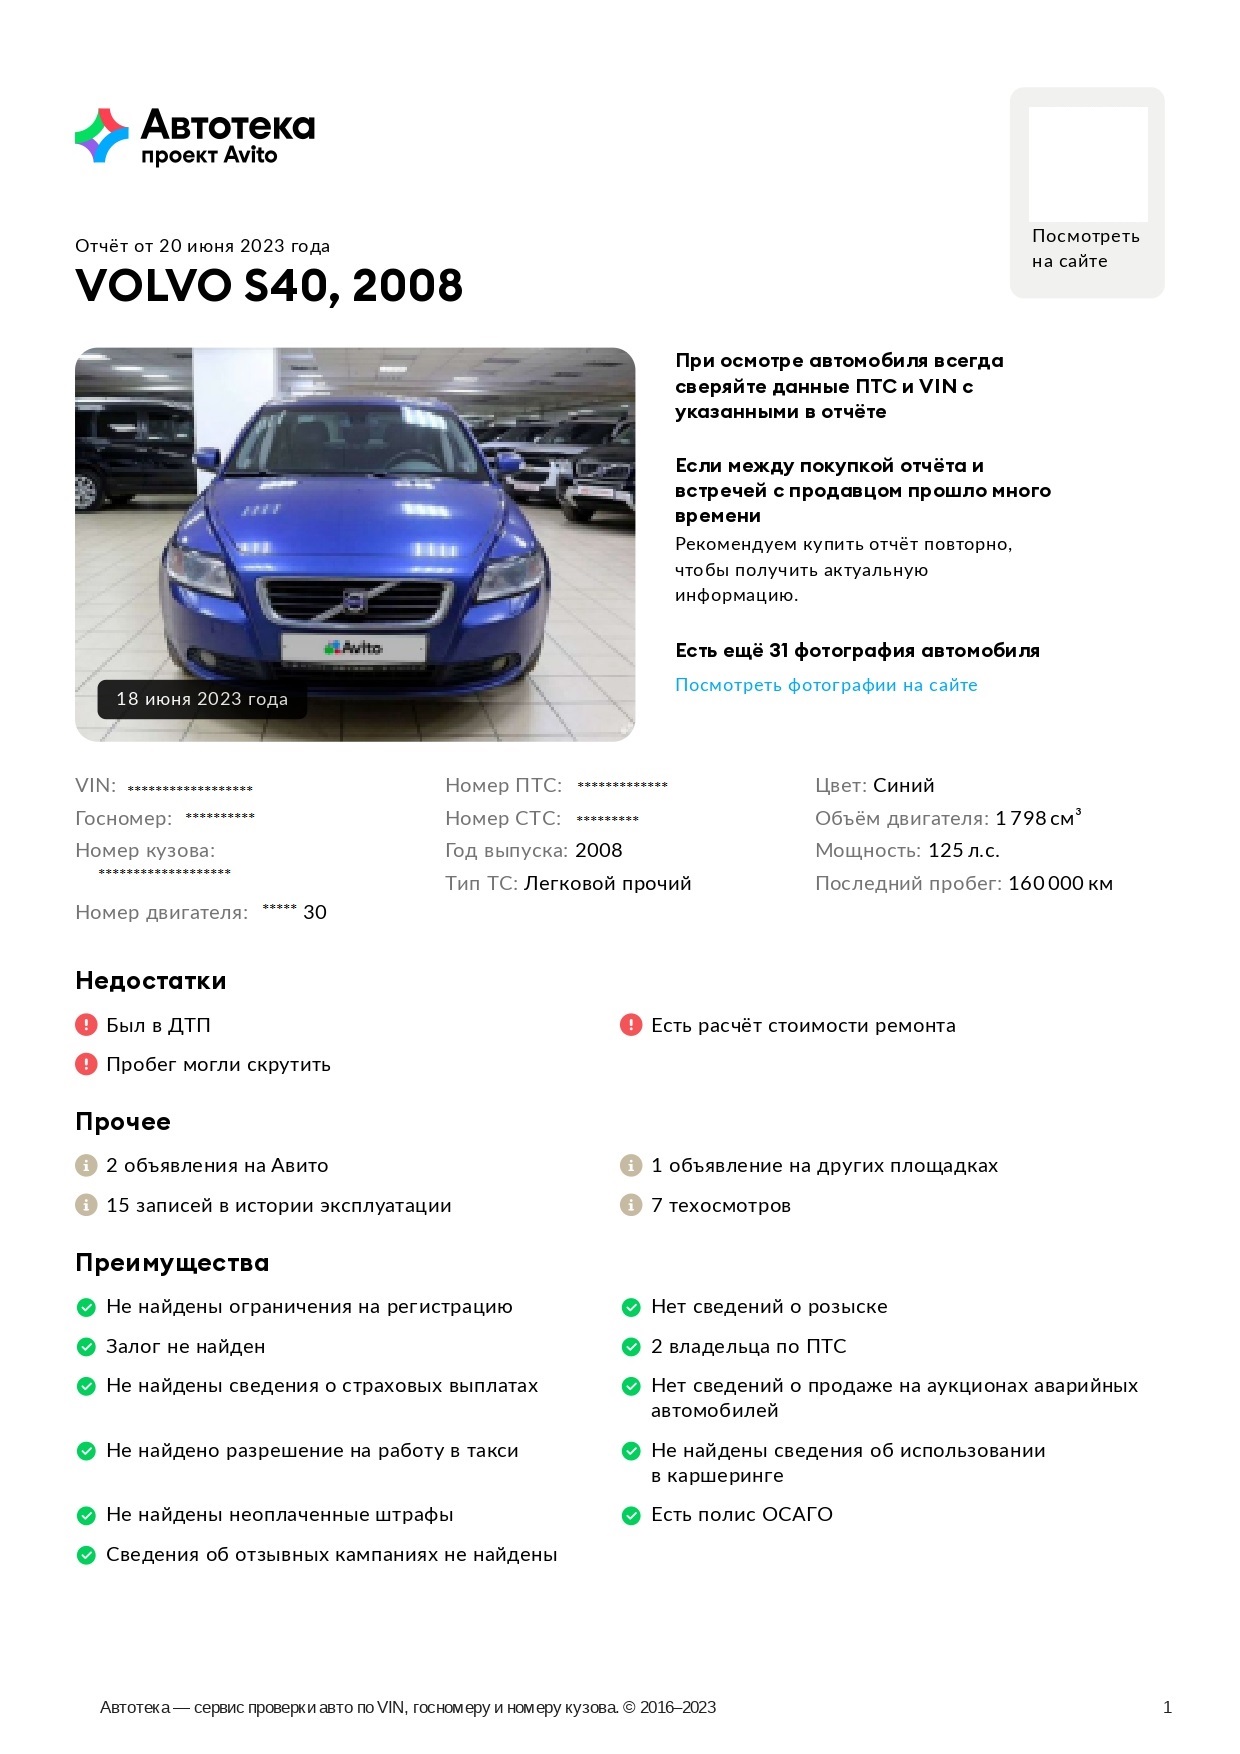 Автотека
проект Avito
Посмотреть
на сайте
Отчёт от 20 июня 2023 года
VOLVO S40, 2008
При осмотре автомобиля всегда
сверяйте данные ПТС и VIN с
указанными в отчёте
Если между покупкой отчёта и
встречей с продавцом прошло много
времени
Рекомендуем купить отчёт повторно,
чтобы получить актуальную
информацию.
Есть ещё 31 фотография автомобиля
Посмотреть фотографии на сайте
Avito
18 июня 2023 года
VIN: ******************
Госномер: **********
Номер кузова:
*******************
Номер двигателя: ***** 30
Номер ПТС: *************
Номер СТС: *********
Год выпуска: 2008
Тип ТС: Легковой прочий
Цвет: Синий
Объём двигателя: 1 798 см³
Мощность: 125 л.с.
Последний пробег: 160 000 км
Недостатки
Был в ДТП
Есть расчёт стоимости ремонта
Пробег могли скрутить
Прочее
2 объявления на Авито
1 объявление на других площадках
15 записей в истории эксплуатации
7 техосмотров
Преимущества
Не найдены ограничения на регистрацию
Нет сведений о розыске
Залог не найден
2 владельца по ПТС
Не найдены сведения о страховых выплатах
Нет сведений о продаже на аукционах аварийных
автомобилей
Не найдено разрешение на работу в такси
Не найдены сведения об использовании
в каршеринге
Не найдены неоплаченные штрафы
Есть полис ОСАГО
Сведения об отзывных кампаниях не найдены
Автотека — сервис проверки авто по VIN, госномеру и номеру кузова. © 2016–2023
1